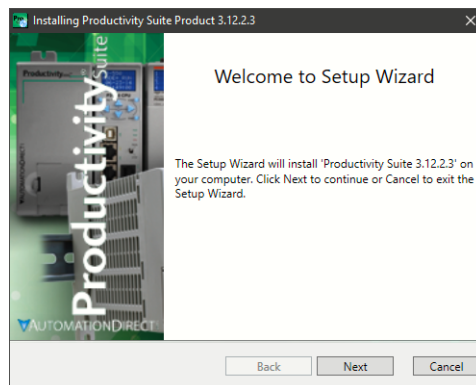 Installing Productivity Suite Product 3.12.2.3
Productivity Suite
Welcome to Setup Wizard
The Setup Wizard will install 'Productivity Suite 3.12.2.3' on
your computer. Click Next to continue or Cancel to exit the
Setup Wizard.
AUTOMATIONDIRECT
Back
Next
Cancel